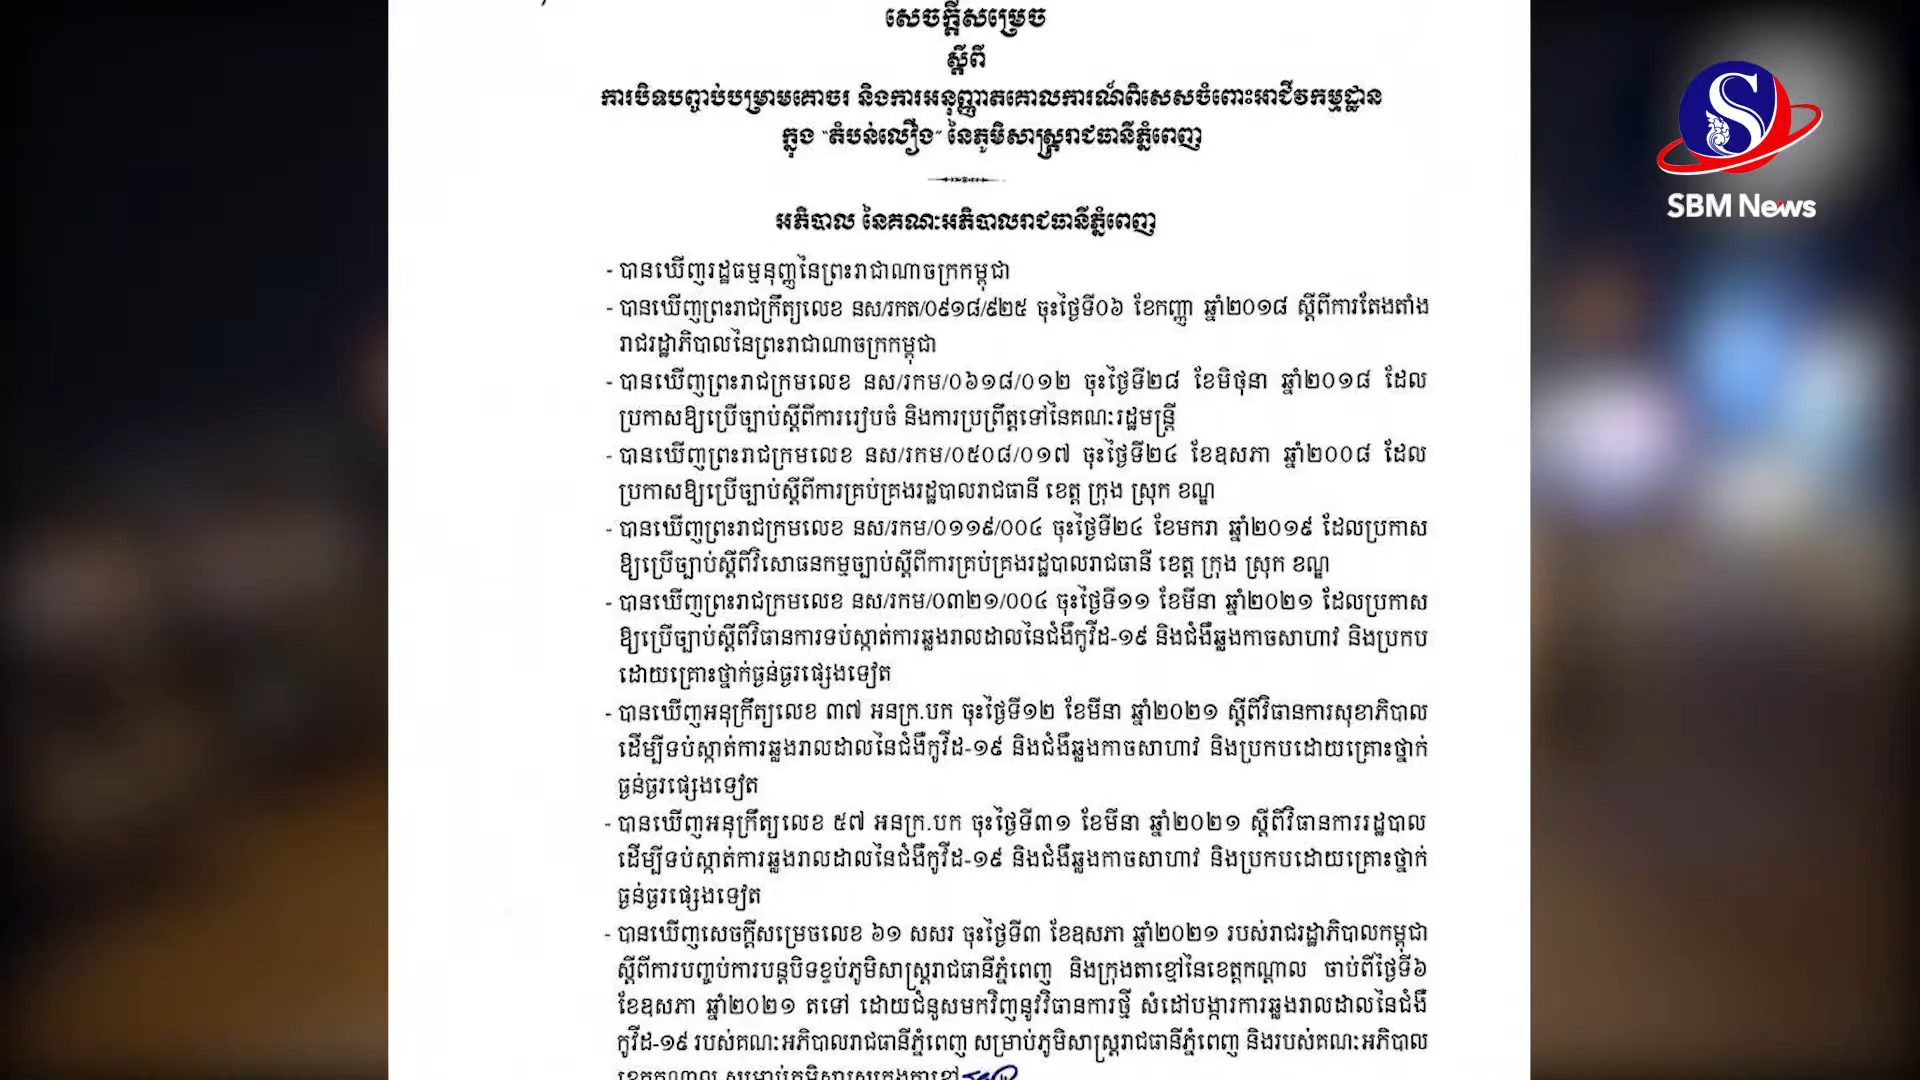 សេចក្តីសម្រេច
ស្តីពី
ការបិទបញ្ចប់បម្រាមគោចរ និងការអនុញ្ញាតគោលការណ៍ពិសេសចំពោះអាជីវកម្មដ្ឋាន
ក្នុង "តំបន់លឿង" នៃភូមិសាស្ត្ររាជធានីភ្នំពេញ
SBM News
អភិបាល នៃគណៈអភិបាលរាជធានីភ្នំពេញ
- បានឃើញរដ្ឋធម្មនុញ្ញនៃព្រះរាជាណាចក្រកម្ពុជា
- បានឃើញព្រះរាជក្រឹត្យលេខ នស/រកត/០៩១៨/៩២៥ ចុះថ្ងៃទី០៦ ខែកញ្ញា ឆ្នាំ២០១៨ ស្តីពីការតែងតាំង
រាជរដ្ឋាភិបាលនៃព្រះរាជាណាចក្រកម្ពុជា
- បានឃើញព្រះរាជក្រមលេខ នស/រកម/០៦១៨/០១២ ចុះថ្ងៃទី២៨ ខែមិថុនា ឆ្នាំ២០១៨ ដែល
ប្រកាសឱ្យប្រើច្បាប់ស្តីពីការរៀបចំ និងការប្រព្រឹត្តទៅនៃគណៈរដ្ឋមន្ត្រី
- បានឃើញព្រះរាជក្រមលេខ នស/រកម/០៥០៨/០១៧ ចុះថ្ងៃទី២៤ ខែឧសភា ឆ្នាំ២០០៨ ដែល
ប្រកាសឱ្យប្រើច្បាប់ស្តីពីការគ្រប់គ្រងរដ្ឋបាលរាជធានី ខេត្ត ក្រុង ស្រុក ខណ្ឌ
- បានឃើញព្រះរាជក្រមលេខ នស/រកម/០១១៩/០០៤ ចុះថ្ងៃទី២៤ ខែមករា ឆ្នាំ២០១៩ ដែលប្រកាស
ឱ្យប្រើច្បាប់ស្តីពីវិសោធនកម្មច្បាប់ស្តីពីការគ្រប់គ្រងរដ្ឋបាលរាជធានី ខេត្ត ក្រុង ស្រុក ខណ្ឌ
- បានឃើញព្រះរាជក្រមលេខ នស/រកម/០៣២១/០០៤ ចុះថ្ងៃទី១១ ខែមីនា ឆ្នាំ២០២១ ដែលប្រកាស
ឱ្យប្រើច្បាប់ស្តីពីវិធានការទប់ស្កាត់ការឆ្លងរាលដាលនៃជំងឺកូវីដ-១៩ និងជំងឺឆ្លងកាចសាហាវ និងប្រកប
ដោយគ្រោះថ្នាក់ធ្ងន់ធ្ងរផ្សេងទៀត
- បានឃើញអនុក្រឹត្យលេខ ៣៧ អនក្រ.បក ចុះថ្ងៃទី១២ ខែមីនា ឆ្នាំ២០២១ ស្តីពីវិធានការសុខាភិបាល
ដើម្បីទប់ស្កាត់ការឆ្លងរាលដាលនៃជំងឺកូវីដ-១៩ និងជំងឺឆ្លងកាចសាហាវ និងប្រកបដោយគ្រោះថ្នាក់
ធ្ងន់ធ្ងរផ្សេងទៀត
- បានឃើញអនុក្រឹត្យលេខ ៥៧ អនក្រ.បក ចុះថ្ងៃទី៣១ ខែមីនា ឆ្នាំ២០២១ ស្តីពីវិធានការរដ្ឋបាល
ដើម្បីទប់ស្កាត់ការឆ្លងរាលដាលនៃជំងឺកូវីដ-១៩ និងជំងឺឆ្លងកាចសាហាវ និងប្រកបដោយគ្រោះថ្នាក់
ធ្ងន់ធ្ងរផ្សេងទៀត
- បានឃើញសេចក្តីសម្រេចលេខ ៦១ សសរ ចុះថ្ងៃទី៣ ខែឧសភា ឆ្នាំ២០២១ របស់រាជរដ្ឋាភិបាលកម្ពុជា
ស្តីពីការបញ្ចប់ការបន្តបិទខ្ទប់ភូមិសាស្ត្ររាជធានីភ្នំពេញ និងក្រុងតាខ្មៅនៃខេត្តកណ្តាល ចាប់ពីថ្ងៃទី៦
ខែឧសភា ឆ្នាំ២០២១ តទៅ ដោយជំនួសមកវិញនូវវិធានការថ្មី សំដៅបង្ការការឆ្លងរាលដាលនៃជំងឺ
កូវីដ-១៩ របស់គណៈអភិបាលរាជធានីភ្នំពេញ សម្រាប់ភូមិសាស្ត្ររាជធានីភ្នំពេញ និងរបស់គណៈអភិបាល